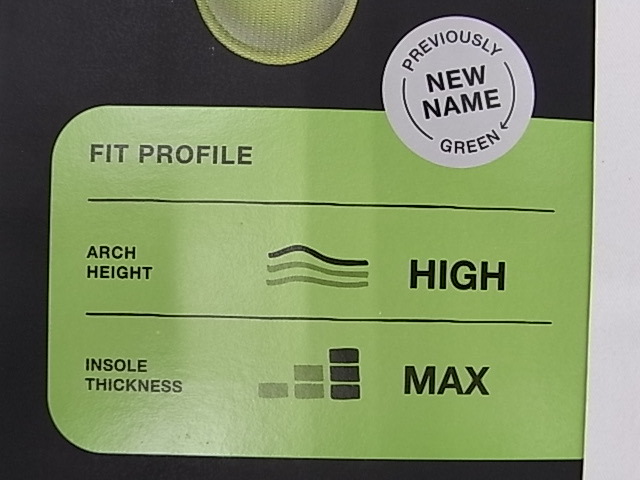 PREVIOUSLY
NEW
NAME
GREEN
FIT PROFILE
ARCH
HEIGHT
HIGH
INSOLE
THICKNESS
MAX